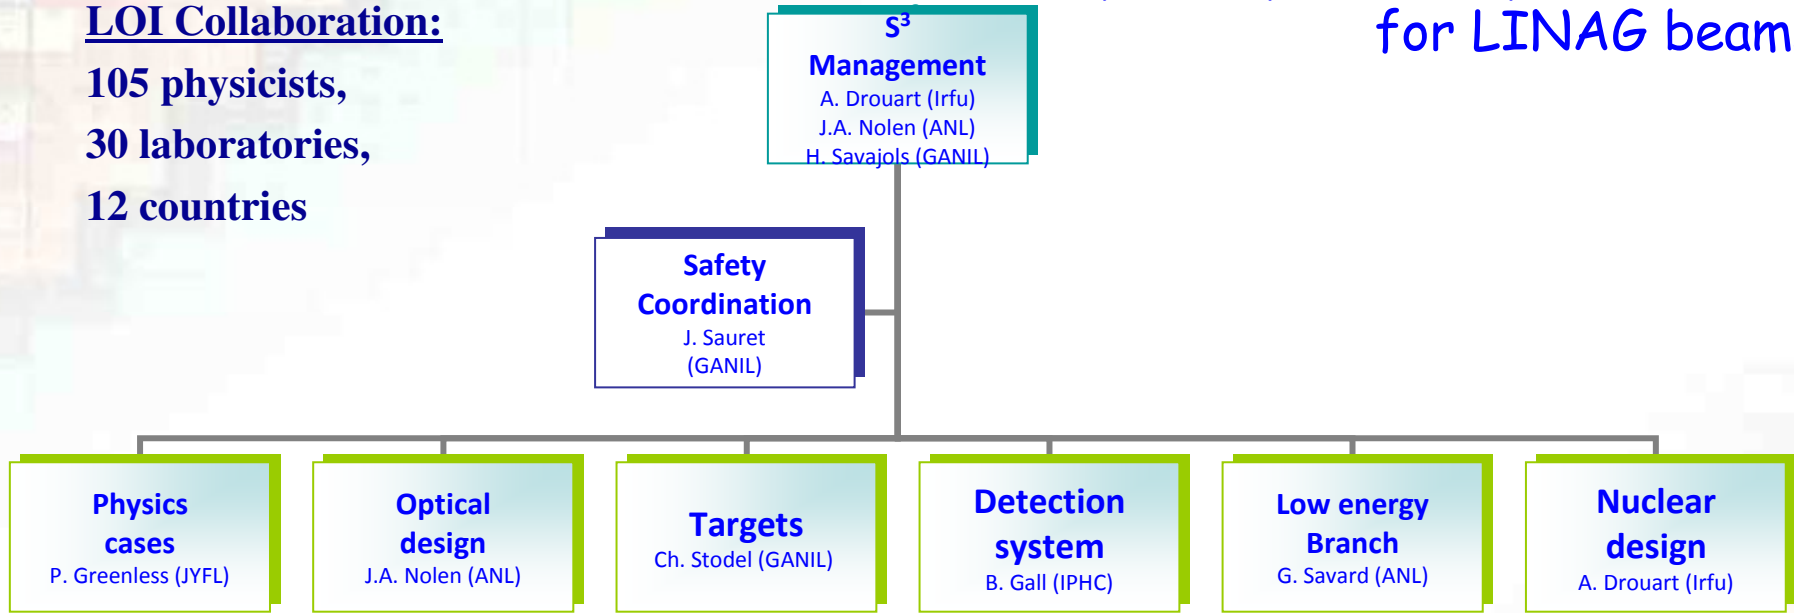 LOI Collaboration:
105 physicists,
30 laboratories,
12 countries
for LINAG beam
S³
Management
A. Drouart (Irfu)
J.A. Nolen (ANL)
H. Savajols (GANIL)
Safety
Coordination
J. Sauret
(GANIL)
Physics
cases
P. Greenless (JYFL)
Optical
design
J.A. Nolen (ANL)
Targets
Ch. Stodel (GANIL)
Detection
system
B. Gall (IPHC)
Low energy
Branch
G. Savard (ANL)
Nuclear
design
A. Drouart (Irfu)